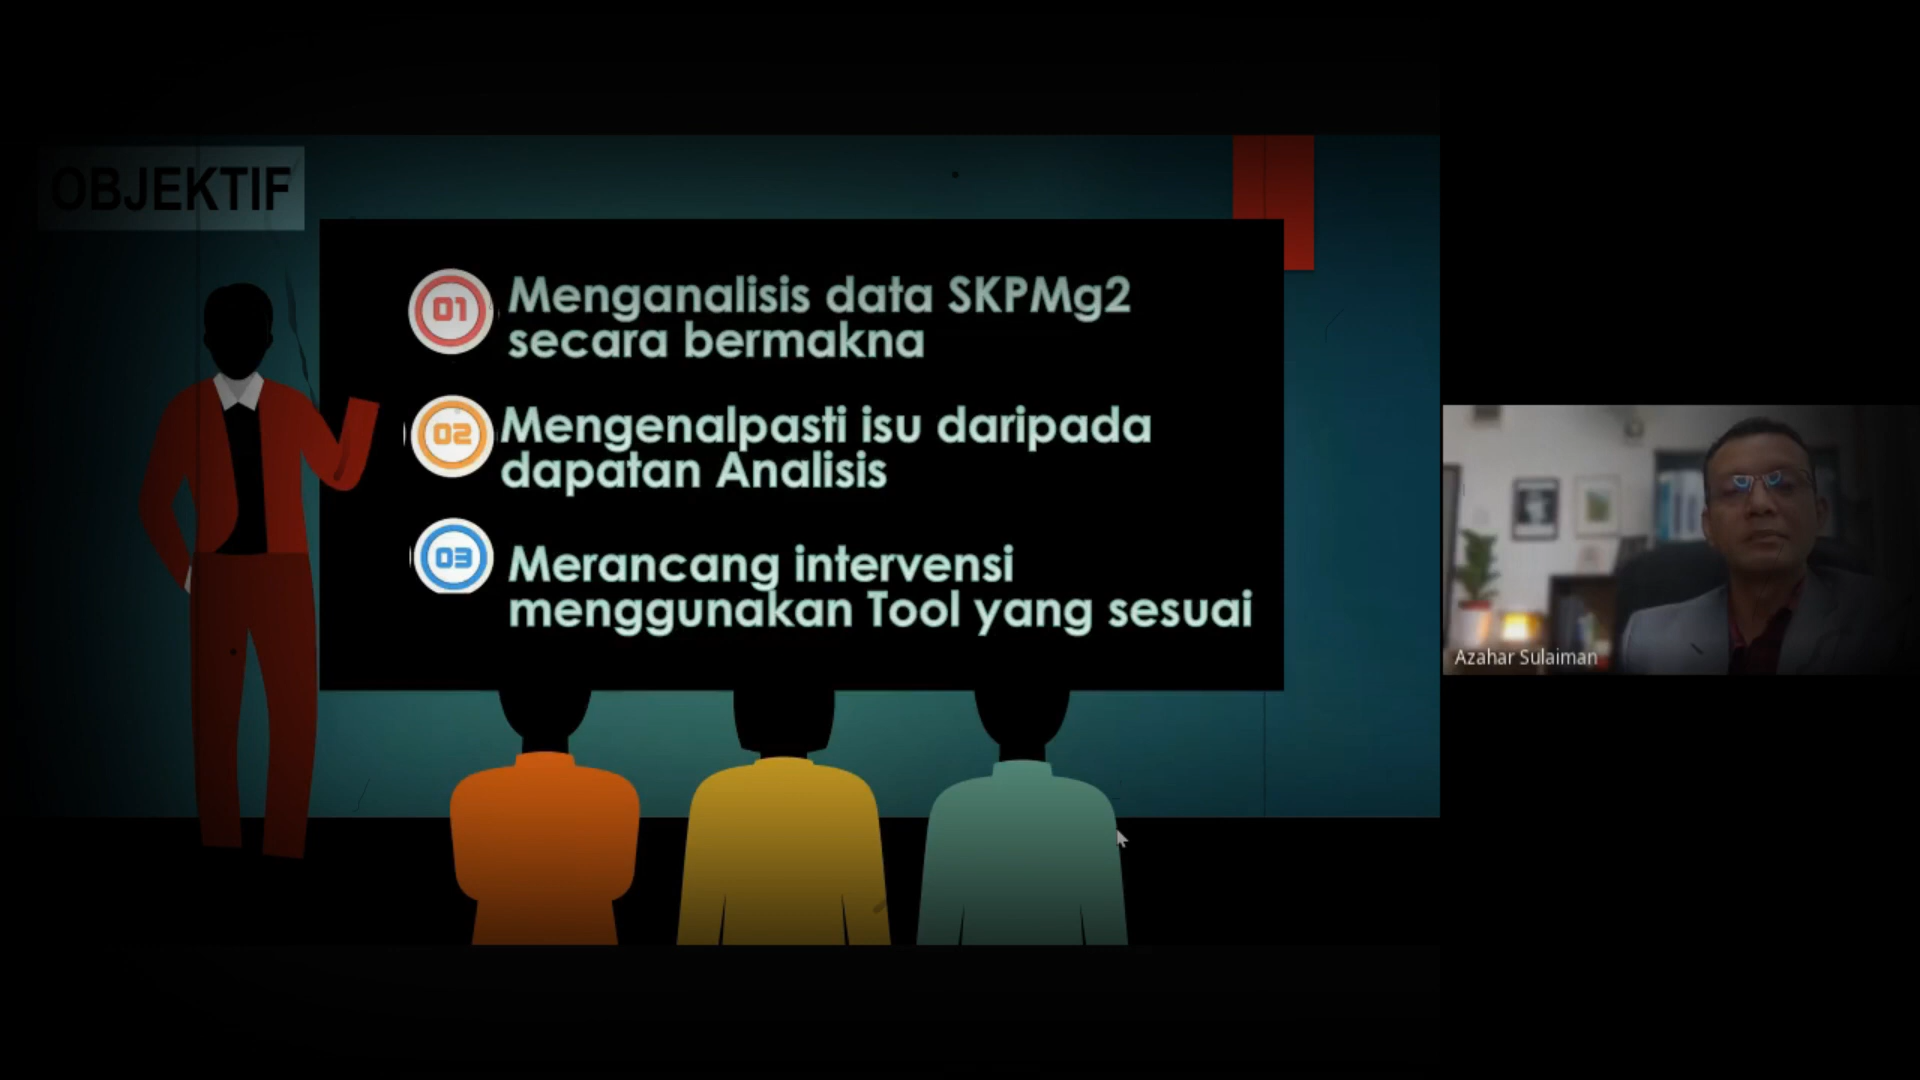 OBJEKTIF
01
Menganalisis data SKPMg2
secara bermakna
02
Mengenalpasti isu daripada
dapatan Analisis
03
Merancang intervensi
menggunakan Tool yang sesuai
Azahar Sulaiman